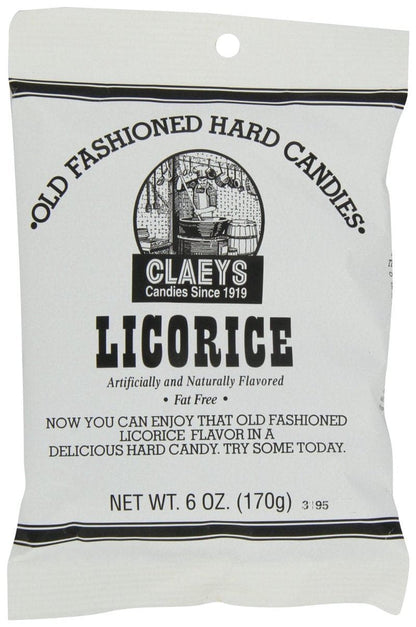 •OLD FASHIONED HARD CANDIES•
CLAEYS
Candies Since 1919
LICORICE
Artificially and Naturally Flavored
• Fat Free •
NOW YOU CAN ENJOY THAT OLD FASHIONED
LICORICE FLAVOR IN A
DELICIOUS HARD CANDY. TRY SOME TODAY.
NET WT. 6 OZ. (170g) 3195